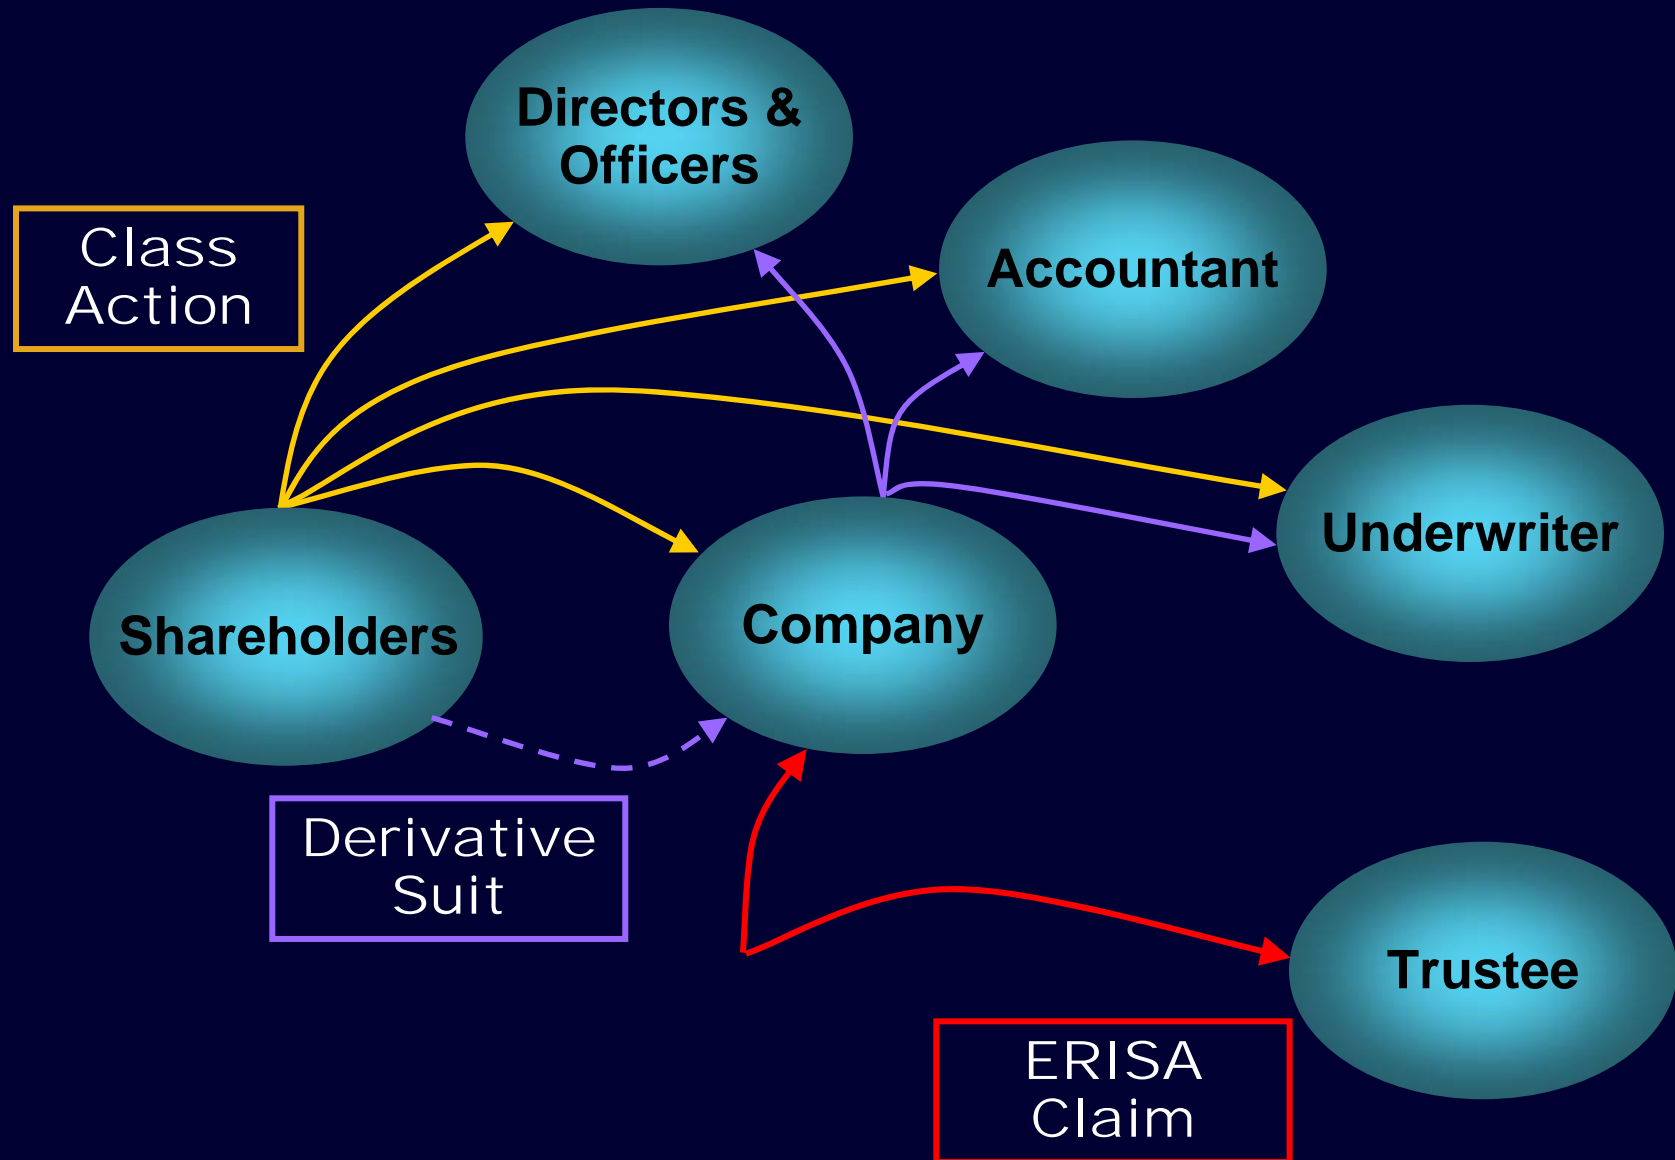 Directors &
Officers
Class
Action
Accountant
Underwriter
Shareholders
Company
Derivative
Suit
Trustee
ERISA
Claim